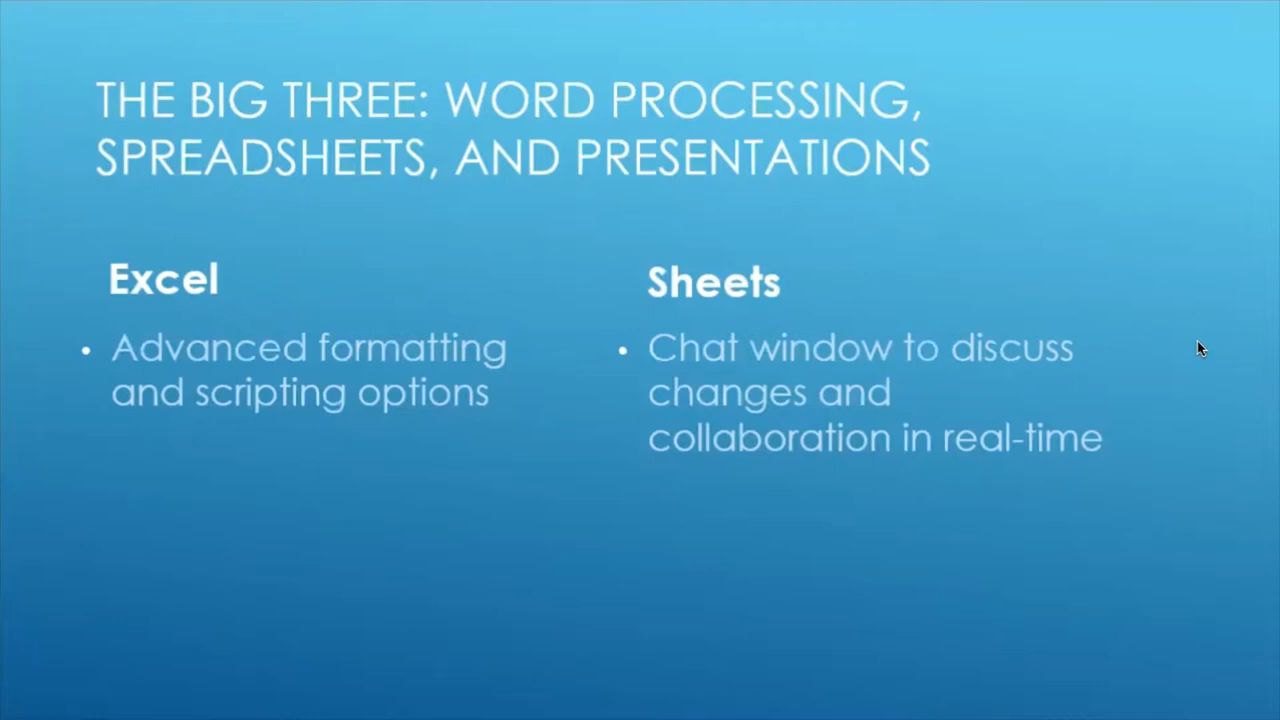 THE BIG THREE: WORD PROCESSING,
SPREADSHEETS, AND PRESENTATIONS
Excel
• Advanced formatting
and scripting options
Sheets
• Chat window to discuss
changes and
collaboration in real-time